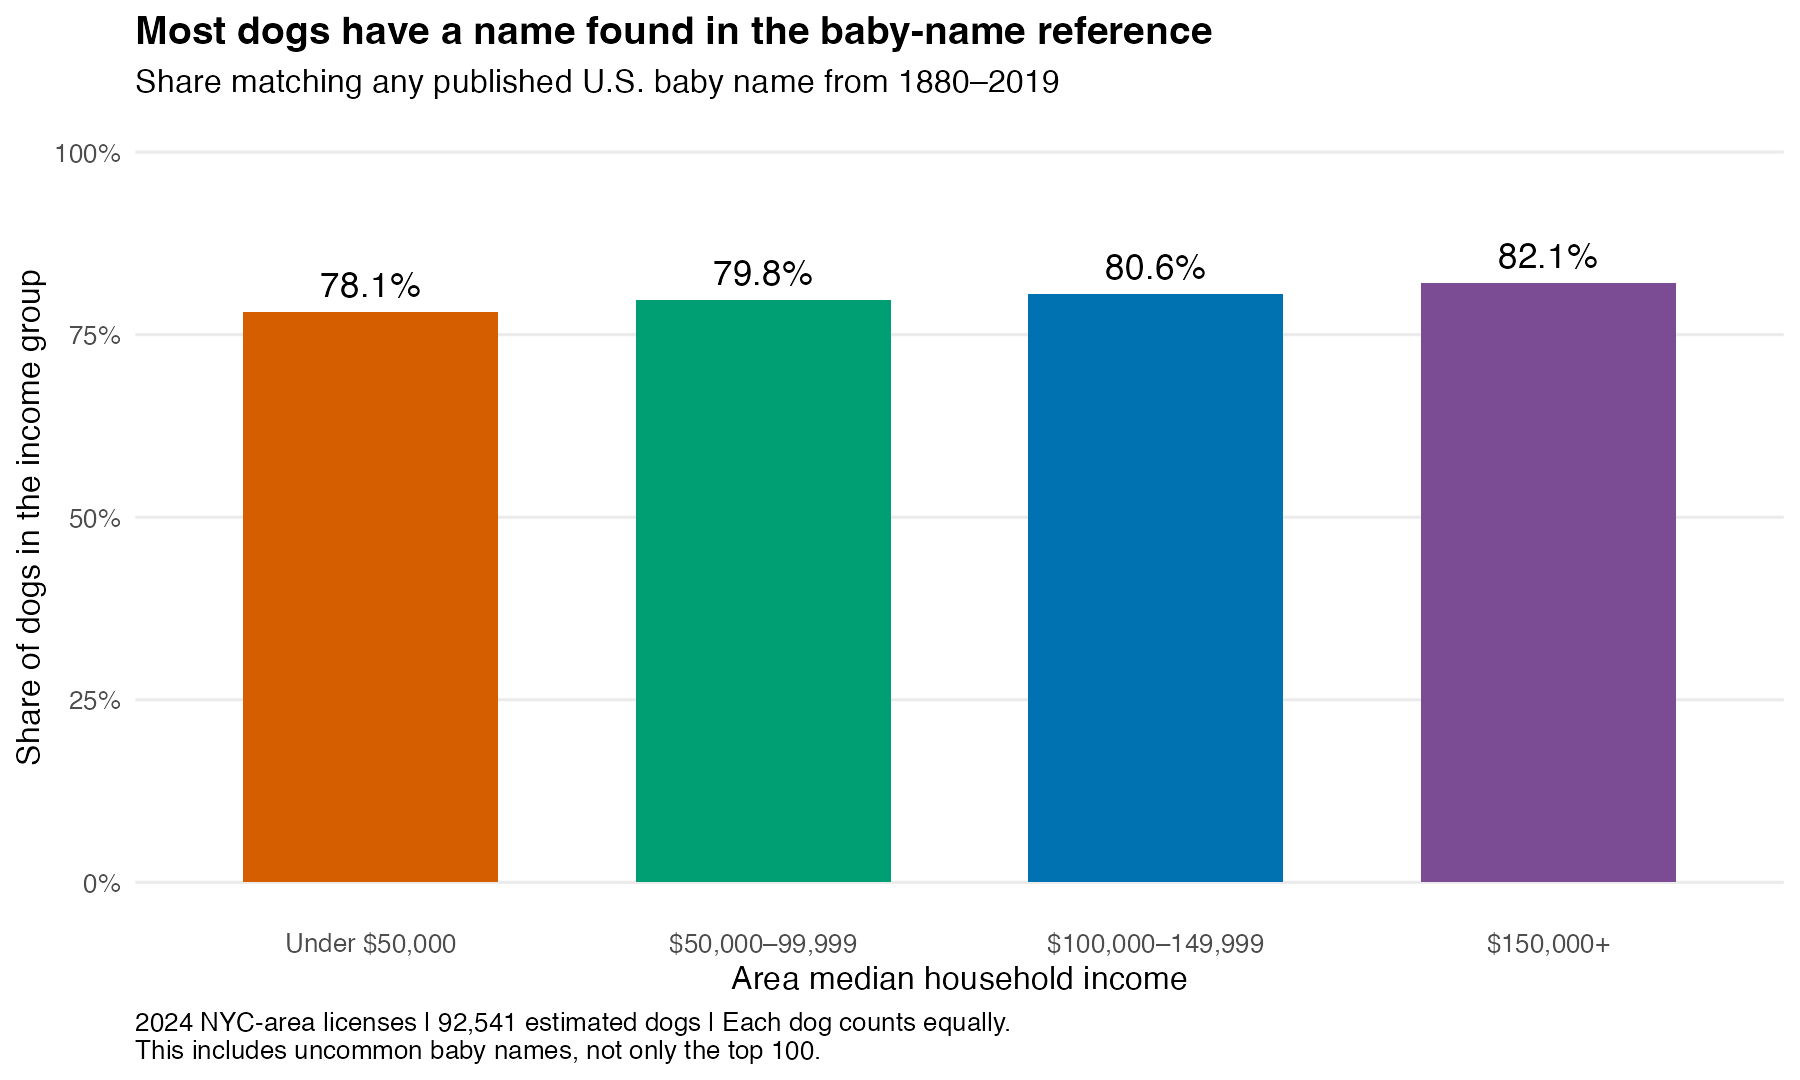 Most dogs have a name found in the baby-name reference
Share matching any published U.S. baby name from 1880–2019
Share of dogs in the income group
100%
75%
50%
25%
0%
78.1%
79.8%
80.6%
82.1%
Under $50,000
$50,000–99,999
$100,000–149,999
$150,000+
Area median household income
2024 NYC-area licenses | 92,541 estimated dogs | Each dog counts equally.
This includes uncommon baby names, not only the top 100.